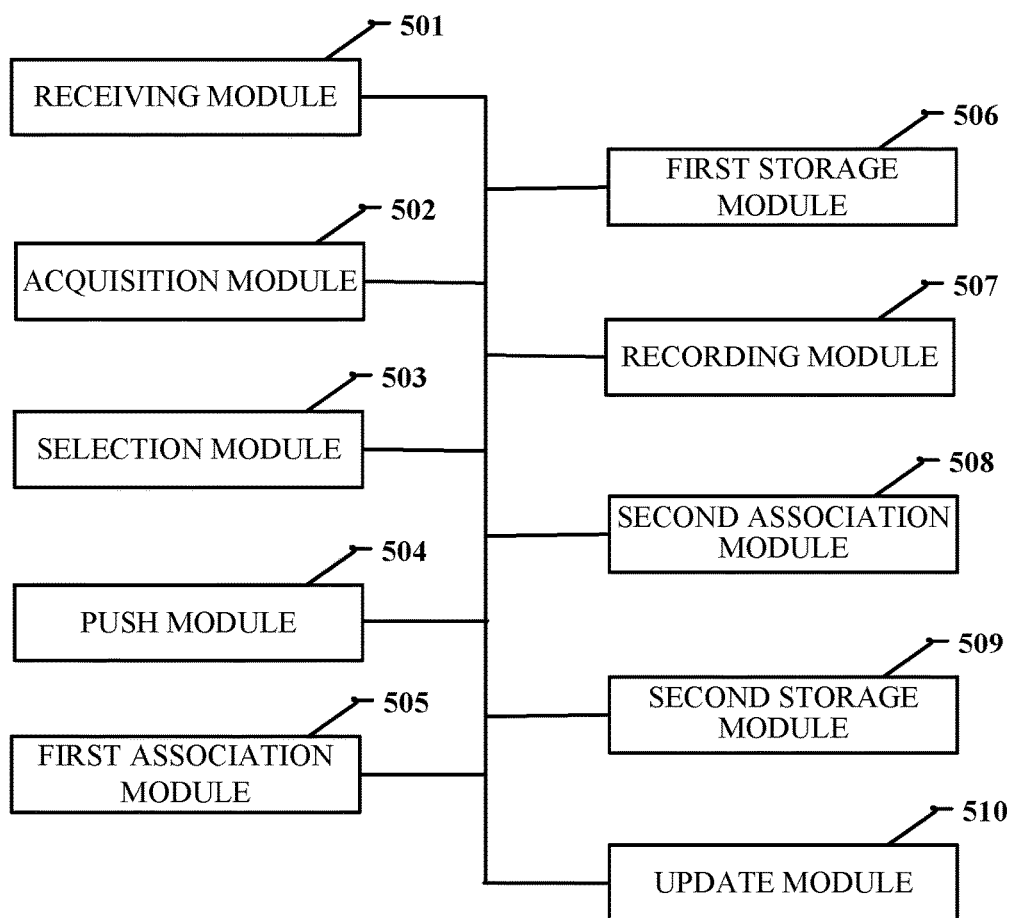 501
RECEIVING MODULE
502
ACQUISITION MODULE
503
SELECTION MODULE
504
PUSH MODULE
505
FIRST ASSOCIATION
MODULE
506
FIRST STORAGE
MODULE
507
RECORDING MODULE
508
SECOND ASSOCIATION
MODULE
509
SECOND STORAGE
MODULE
510
UPDATE MODULE